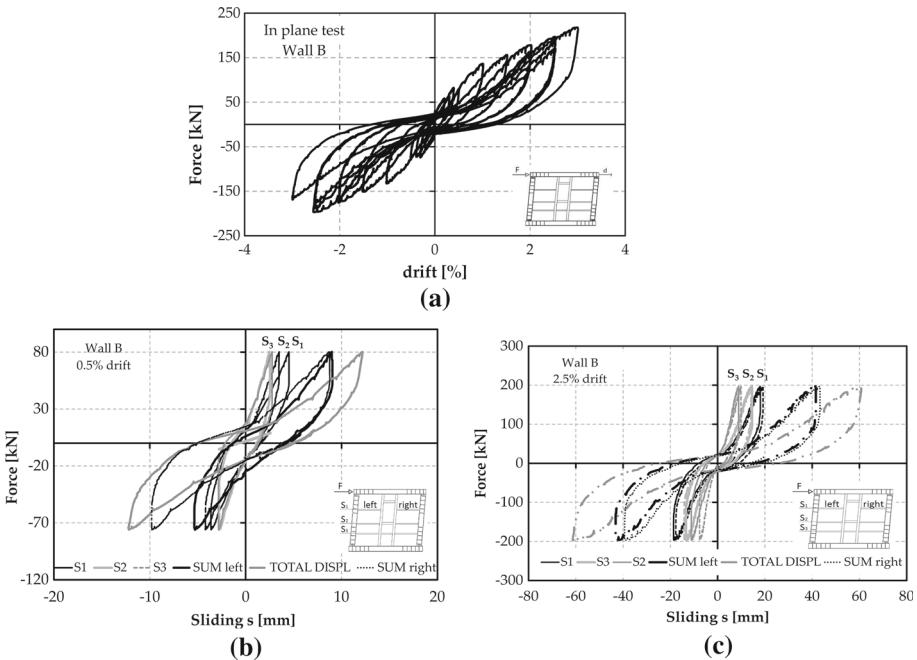 In plane test
Wall B
250
150
50
-50
-150
-250
Force [kN]
-4 -2 0 2 4
drift [%]
F d
(a)
Wall B
0.5% drift
S3 S2 S1
80
30
-20
-70
-120
Force [kN]
F
S1 left right
S2
S3
S1 S2 S3 SUM left TOTAL DISPL SUM right
-20 -10 0 10 20
Sliding s [mm]
(b)
Wall B
2.5% drift
S3 S2 S1
300
200
100
0
-100
-200
-300
Force [kN]
F
S1 left right
S2
S3
S1 S3 S2 SUM left TOTAL DISPL SUM right
-80 -60 -40 -20 0 20 40 60 80
Sliding s [mm]
(c)